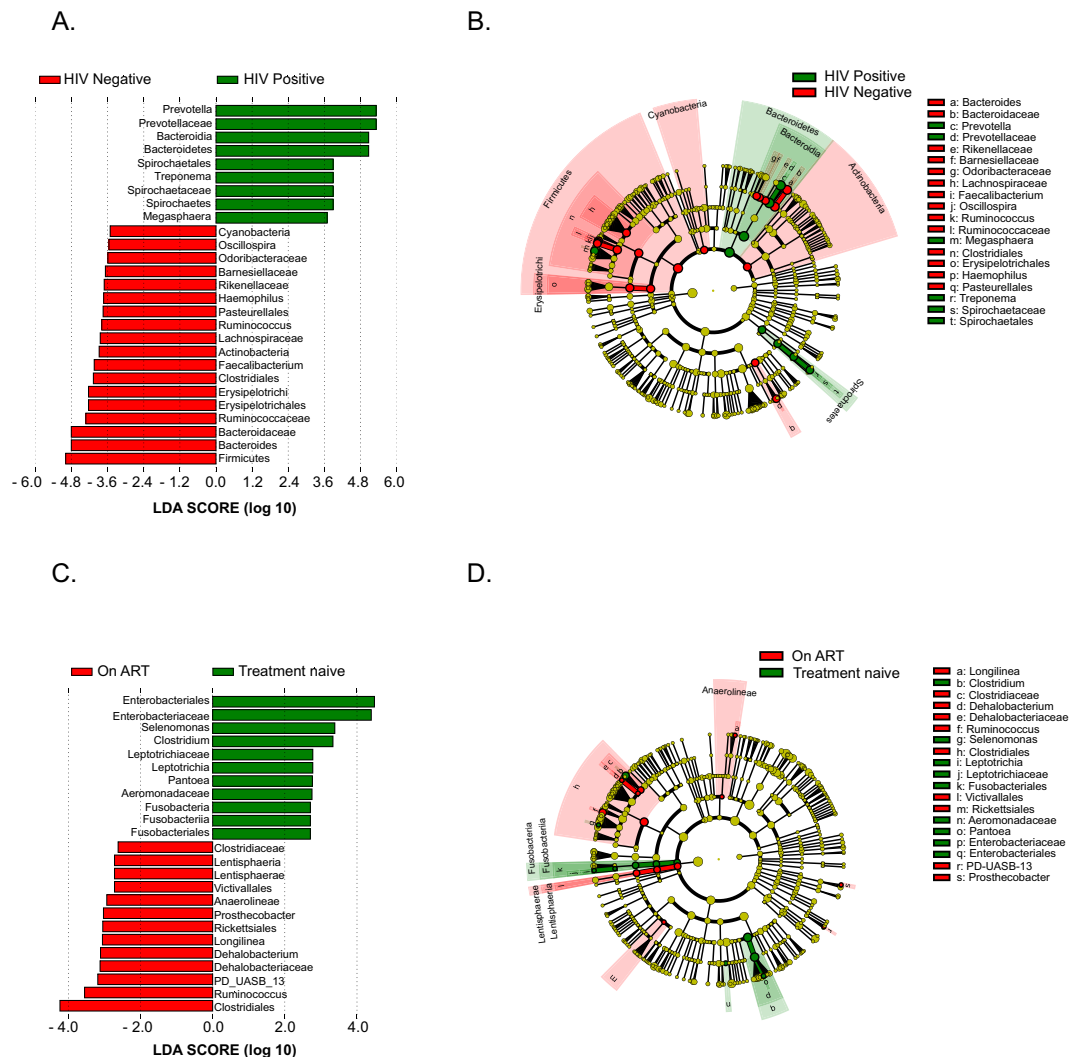 A.
HIV Negative
HIV Positive
Prevotella
Prevotellaceae
Bacteroidia
Bacteroidetes
Spirochaetales
Treponema
Spirochaetaceae
Spirochaetes
Megasphaera
Cyanobacteria
Oscillospira
Odoribacteraceae
Barnesiellaceae
Rikenellaceae
Haemophilus
Pasteurellales
Ruminococcus
Lachnospiraceae
Actinobacteria
Faecalibacterium
Clostridiales
Erysipelotrichi
Erysipelotrichales
Ruminococcaceae
Bacteroidaceae
Bacteroides
Firmicutes
- 6.0 - 4.8 - 3.6 - 2.4 - 1.2 0.0 1.2 2.4 3.6 4.8 6.0
LDA SCORE (log 10)
B.
HIV Positive
HIV Negative
Cyanobacteria
Bacteroidetes
Bacteroidia
Actinobacteria
Firmicutes
Erysipelotrichi
Spirochaetes
a: Bacteroides
b: Bacteroidaceae
c: Prevotella
d: Prevotellaceae
e: Rikenellaceae
f: Barnesiellaceae
g: Odoribacteraceae
h: Lachnospiraceae
i: Faecalibacterium
j: Oscillospira
k: Ruminococcus
l: Ruminococcaceae
m: Megasphaera
n: Clostridiales
o: Erysipelotrichales
p: Haemophilus
q: Pasteurellales
r: Treponema
s: Spirochaetaceae
t: Spirochaetales
C.
On ART
Treatment naive
Enterobacteriales
Enterobacteriaceae
Selenomonas
Clostridium
Leptotrichiaceae
Leptotrichia
Pantoea
Aeromonadaceae
Fusobacteria
Fusobacteriia
Fusobacteriales
Clostridiaceae
Lentisphaeria
Lentisphaerae
Victivallales
Anaerolineae
Prosthecobacter
Rickettsiales
Longilinea
Dehalobacterium
Dehalobacteriaceae
PD_UASB_13
Ruminococcus
Clostridiales
- 4.0 - 2.0 0.0 2.0 4.0
LDA SCORE (log 10)
D.
On ART
Treatment naive
Anaerolineae
Fusobacteria
Fusobacteriia
Lentisphaerae
Lentisphaeria
a: Longilinea
b: Clostridium
c: Clostridiaceae
d: Dehalobacterium
e: Dehalobacteriaceae
f: Ruminococcus
g: Selenomonas
h: Clostridiales
i: Leptotrichia
j: Leptotrichiaceae
k: Fusobacteriales
l: Victivallales
m: Rickettsiales
n: Aeromonadaceae
o: Pantoea
p: Enterobacteriaceae
q: Enterobacteriales
r: PD-UASB-13
s: Prosthecobacter